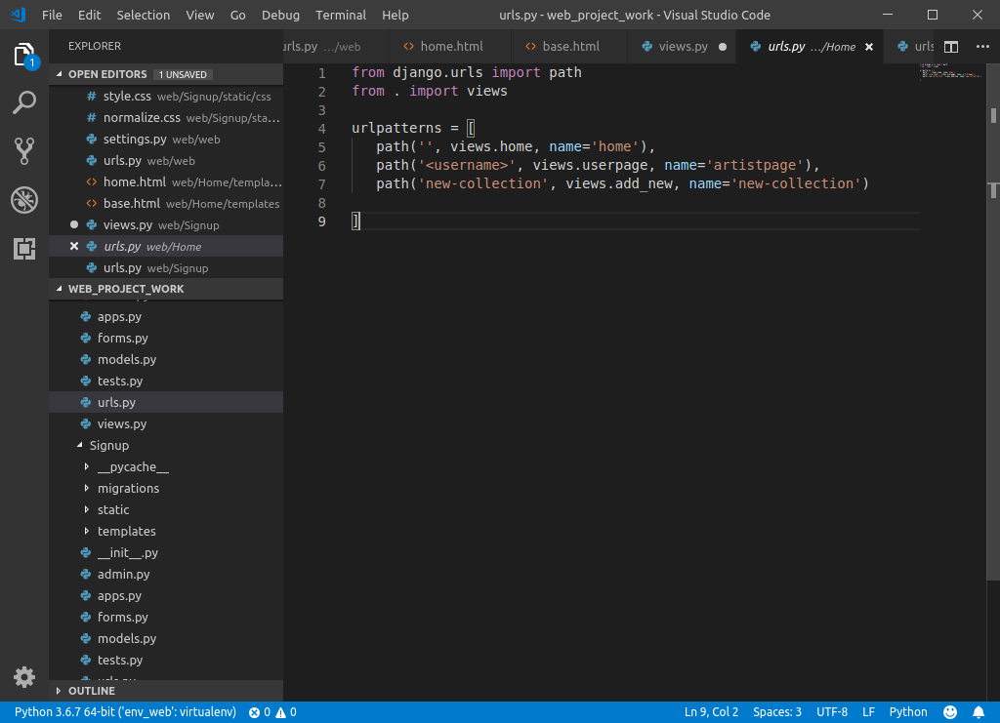 File Edit Selection View Go Debug Terminal Help urls.py - web_project_work - Visual Studio Code
EXPLORER
urls.py …/web home.html base.html views.py urls.py …/Home urls
1
OPEN EDITORS 1 UNSAVED
style.css web/Signup/static/css
normalize.css web/Signup/sta…
settings.py web/web
urls.py web/web
home.html web/Home/templa…
base.html web/Home/templates
views.py web/Signup
urls.py web/Home
urls.py web/Signup
WEB_PROJECT_WORK
apps.py
forms.py
models.py
tests.py
urls.py
views.py
Signup
__pycache__
migrations
static
templates
__init__.py
admin.py
apps.py
forms.py
models.py
tests.py
urls.py
OUTLINE
1 from django.urls import path
2 from . import views
3
4 urlpatterns = [
5 path('', views.home, name='home'),
6 path('<username>', views.userpage, name='artistpage'),
7 path('new-collection', views.add_new, name='new-collection')
8
9 ]
Python 3.6.7 64-bit ('env_web': virtualenv) 0 0 Ln 9, Col 2 Spaces: 3 UTF-8 LF Python